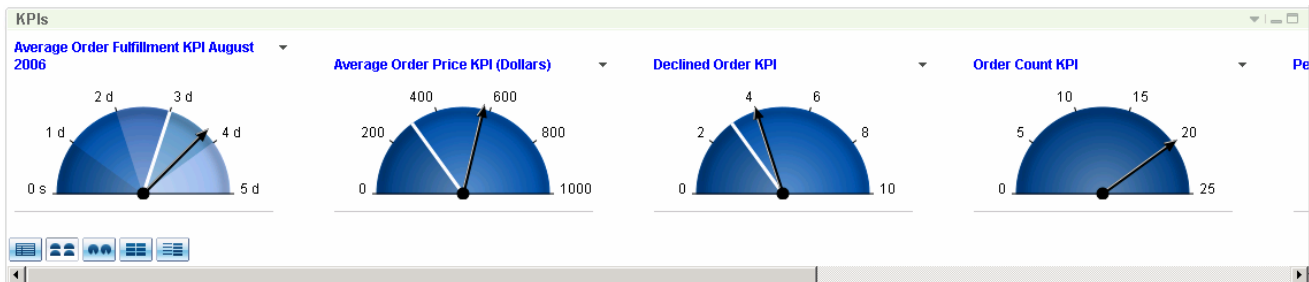 KPIs
Average Order Fulfillment KPI August
2006
Average Order Price KPI (Dollars)
Declined Order KPI
Order Count KPI
Pe
0 s
1 d
2 d
3 d
4 d
5 d
0
200
400
600
800
1000
0
2
4
6
8
10
0
5
10
15
20
25